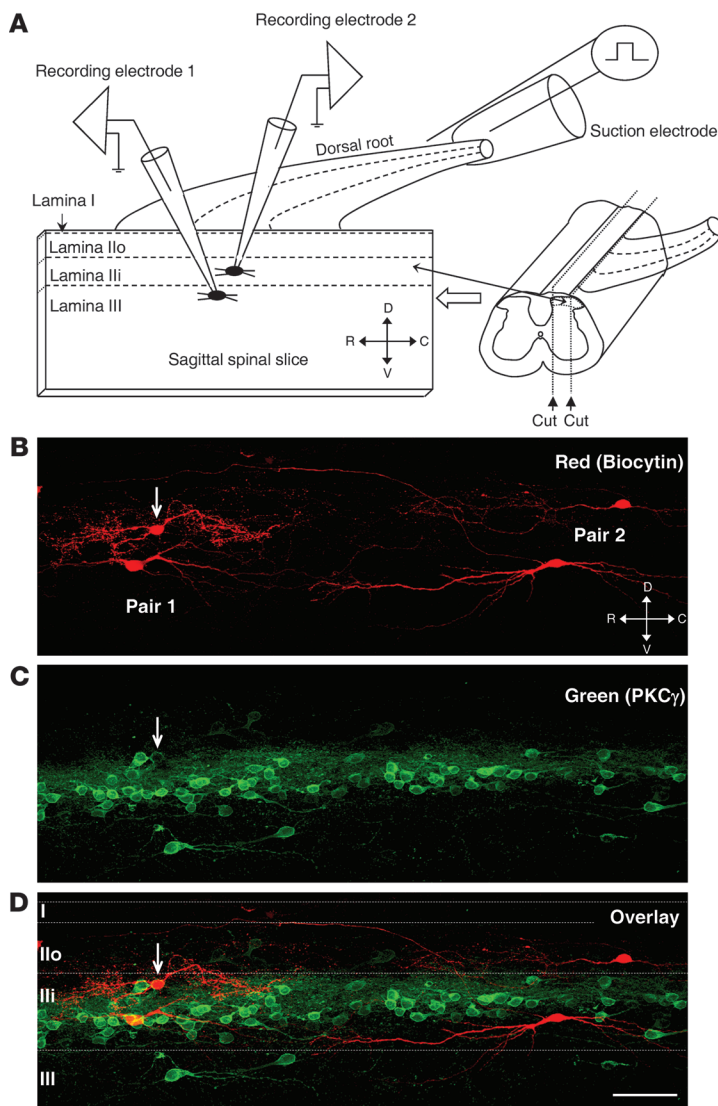 A
Recording electrode 2
Recording electrode 1
Suction electrode
Dorsal root
Lamina I
Lamina IIo
Lamina IIi
Lamina III
D
R
C
V
Sagittal spinal slice
Cut
Cut
B
Red (Biocytin)
Pair 2
Pair 1
D
R
C
V
C
Green (PKCγ)
D
I
Overlay
IIo
IIi
III